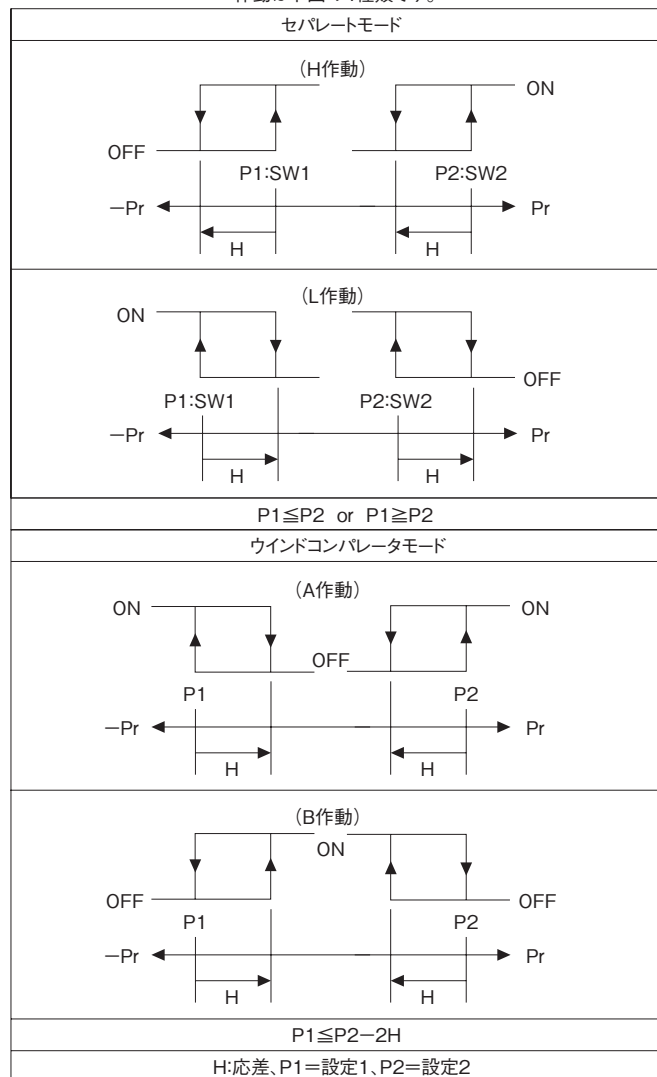 セパレートモード
(H作動)
ON
OFF
P1:SW1 P2:SW2
−Pr Pr
H H
(L作動)
ON
OFF
P1:SW1 P2:SW2
−Pr Pr
H H
P1≦P2 or P1≧P2
ウインドコンパレータモード
(A作動)
ON ON
OFF
P1 P2
−Pr Pr
H H
(B作動)
ON
OFF OFF
P1 P2
−Pr Pr
H H
P1≦P2−2H
H:応差、P1=設定1、P2=設定2